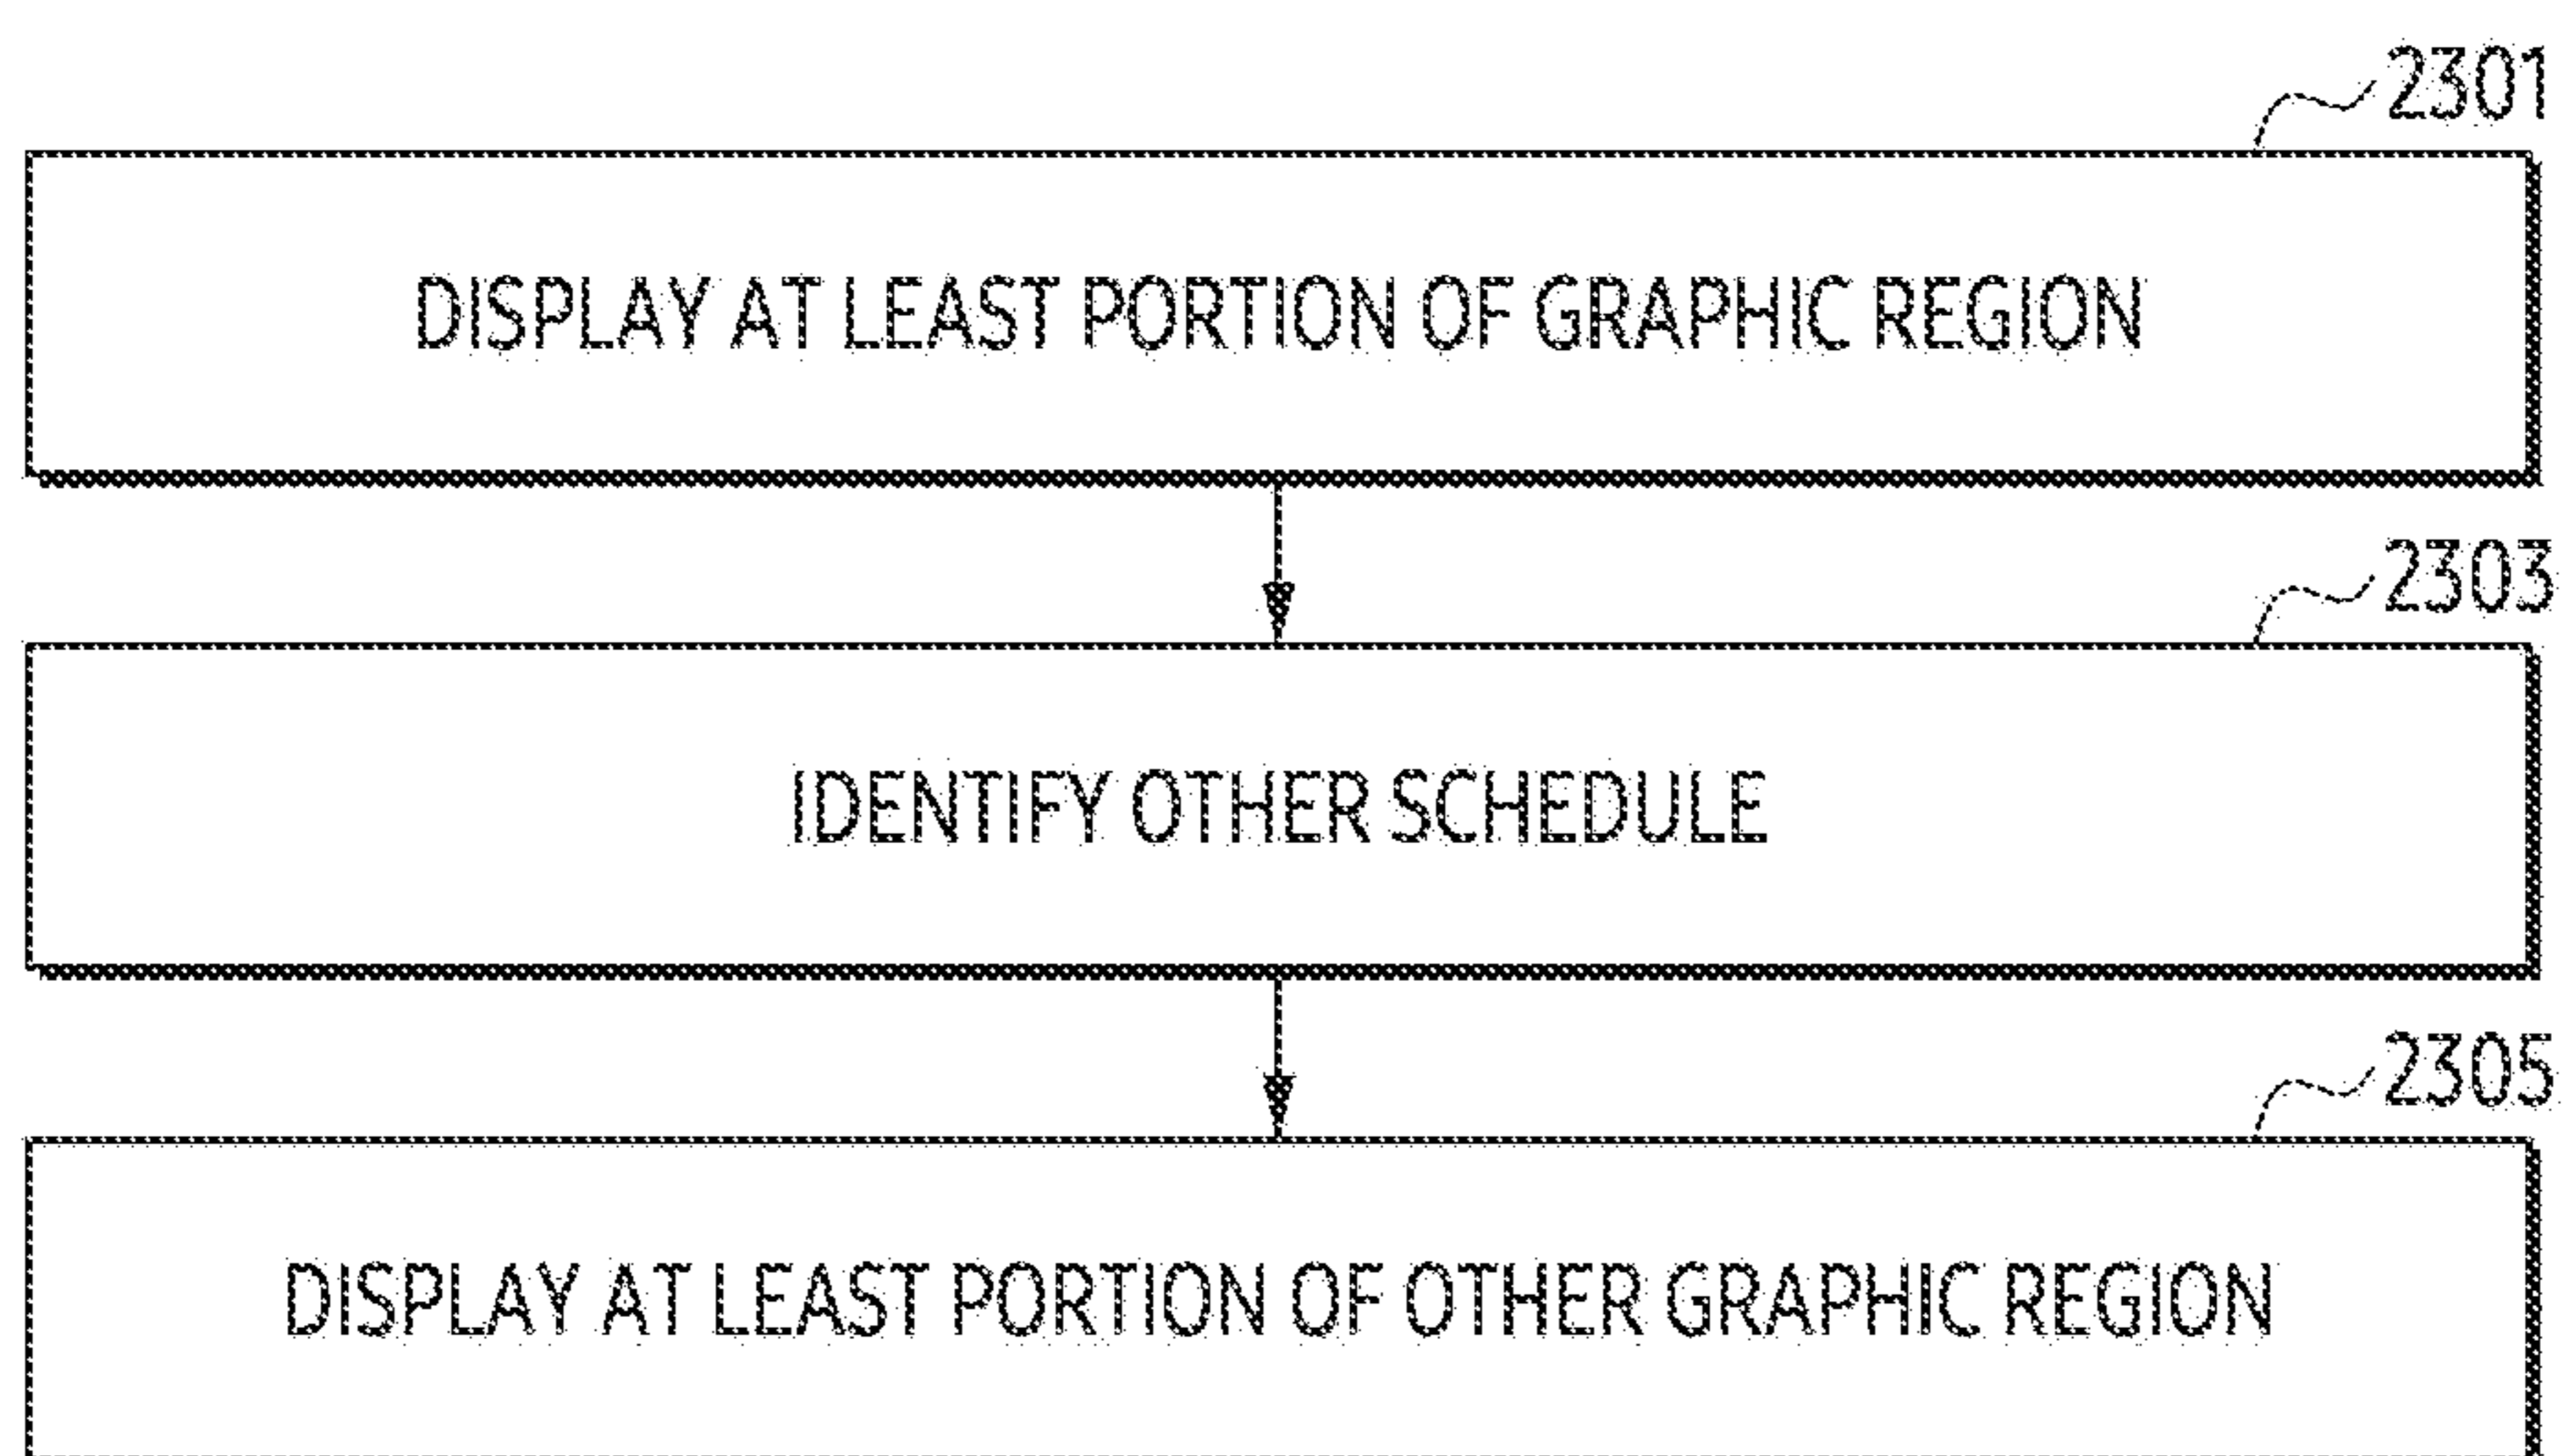 2301
DISPLAY AT LEAST PORTION OF GRAPHIC REGION
2303
IDENTIFY OTHER SCHEDULE
2305
DISPLAY AT LEAST PORTION OF OTHER GRAPHIC REGION